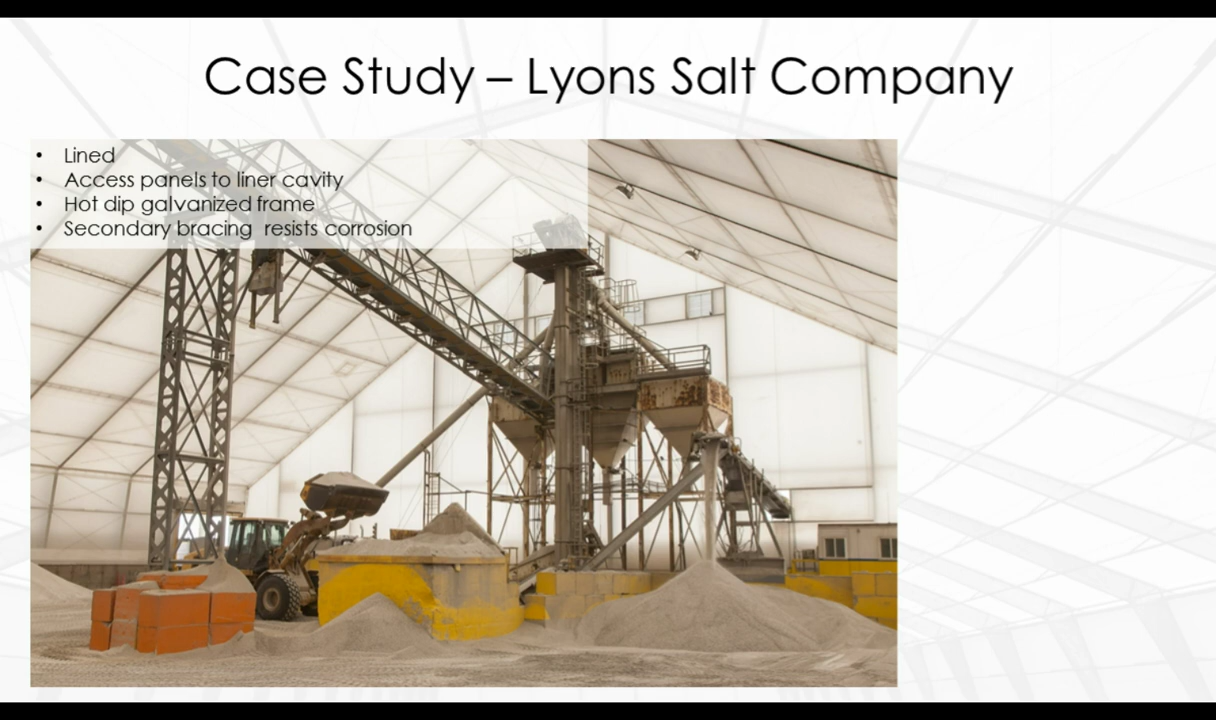 Case Study – Lyons Salt Company
• Lined
• Access panels to liner cavity
• Hot dip galvanized frame
• Secondary bracing  resists corrosion